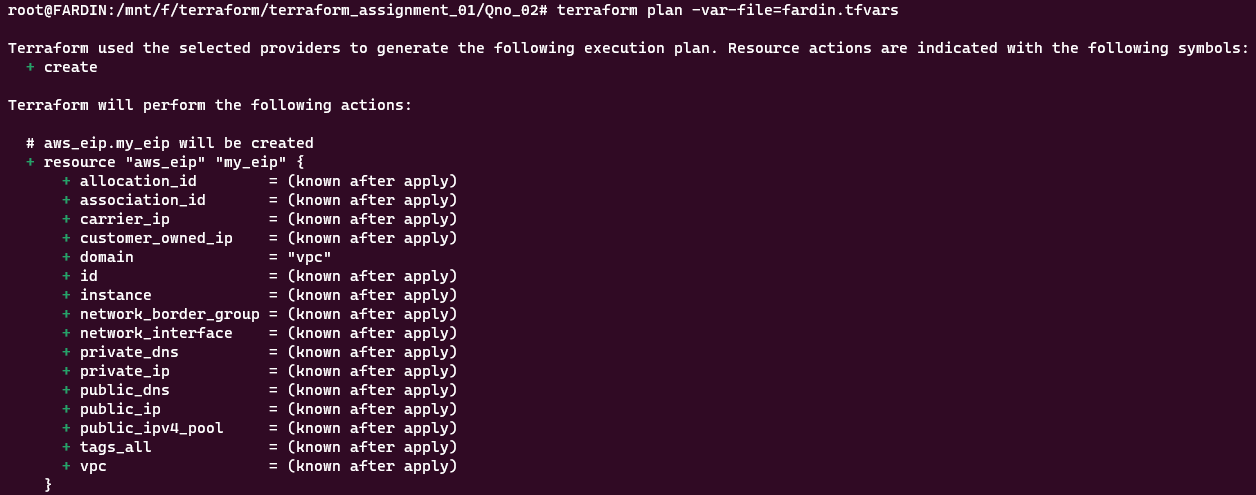 root@FARDIN:/mnt/f/terraform/terraform_assignment_01/Qno_02# terraform plan -var-file=fardin.tfvars
Terraform used the selected providers to generate the following execution plan. Resource actions are indicated with the following symbols:
  + create
Terraform will perform the following actions:
  # aws_eip.my_eip will be created
  + resource "aws_eip" "my_eip" {
      + allocation_id        = (known after apply)
      + association_id       = (known after apply)
      + carrier_ip           = (known after apply)
      + customer_owned_ip    = (known after apply)
      + domain               = "vpc"
      + id                   = (known after apply)
      + instance             = (known after apply)
      + network_border_group = (known after apply)
      + network_interface    = (known after apply)
      + private_dns          = (known after apply)
      + private_ip           = (known after apply)
      + public_dns           = (known after apply)
      + public_ip            = (known after apply)
      + public_ipv4_pool     = (known after apply)
      + tags_all             = (known after apply)
      + vpc                  = (known after apply)
    }